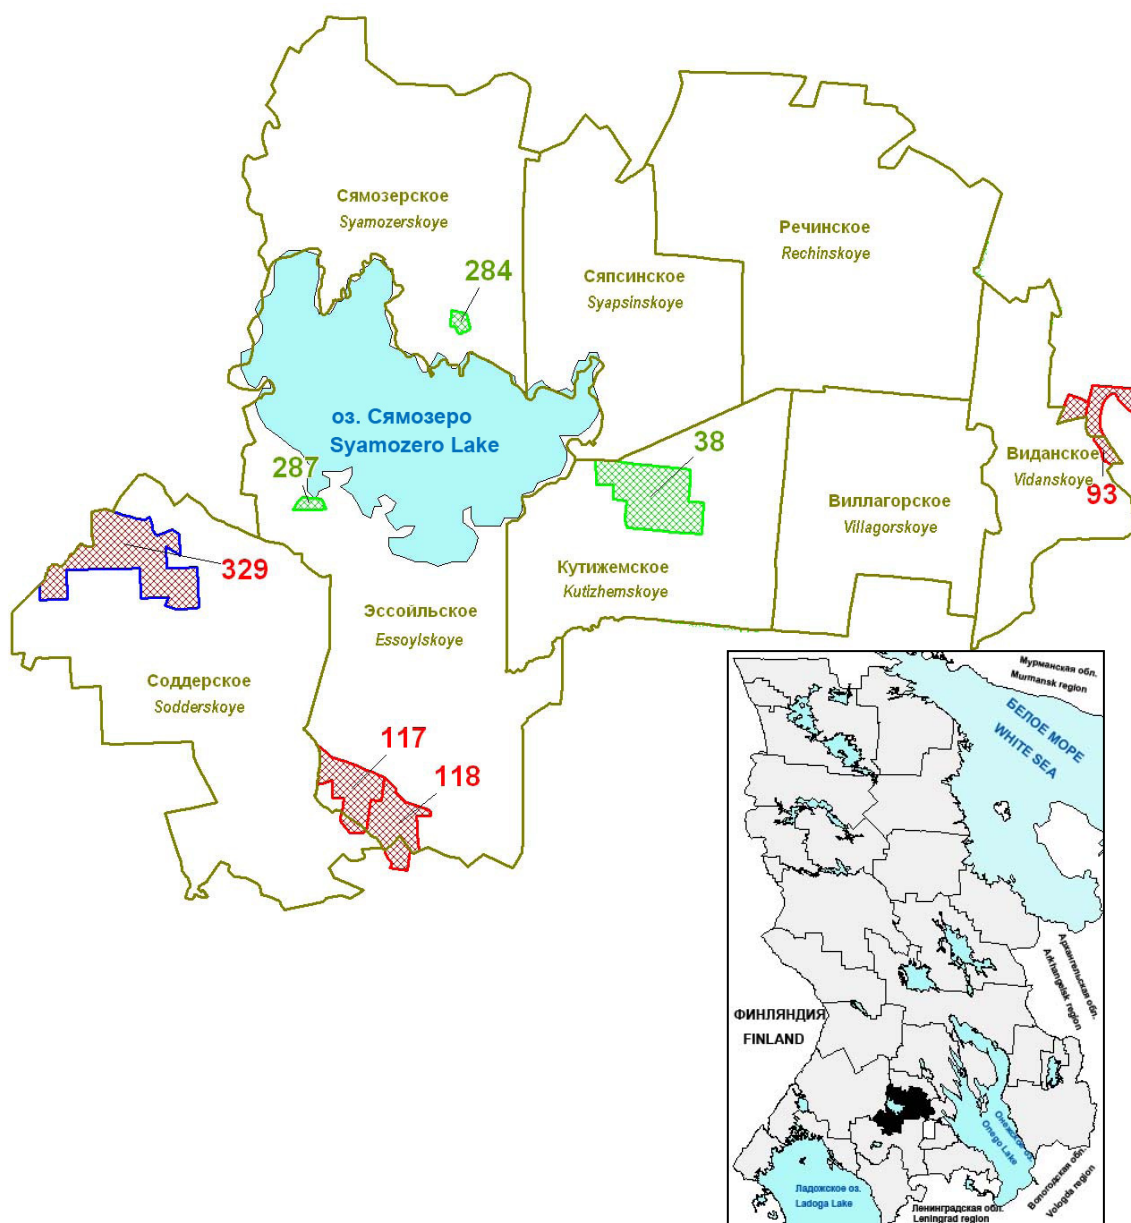 Сямозерское
Syamozerskoye
Речинское
Rechinskoye
284
Сяпсинское
Syapsinskoye
оз. Сямозеро
Syamozero Lake
38
287
Виданское
Vidanskoye
93
Виллагорское
Villagorskoye
329
Кутижемское
Kutizhemskoye
Эссойльское
Essoylskoye
Соддерское
Sodderskoye
117
118
Мурманская обл.
Murmansk region
БЕЛОЕ МОРЕ
WHITE SEA
Архангельская обл.
Arkhangelsk region
ФИНЛЯНДИЯ
FINLAND
Онежское оз.
Onego Lake
Вологодская обл.
Vologda region
Ладожское оз.
Ladoga Lake
Ленинградская обл.
Leningrad region